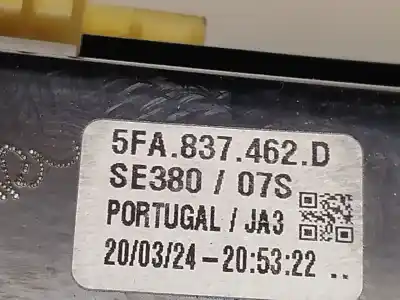 5FA.837.462.D
SE380 / 07S
PORTUGAL / JA3
20/03/24-20:53:22 ..